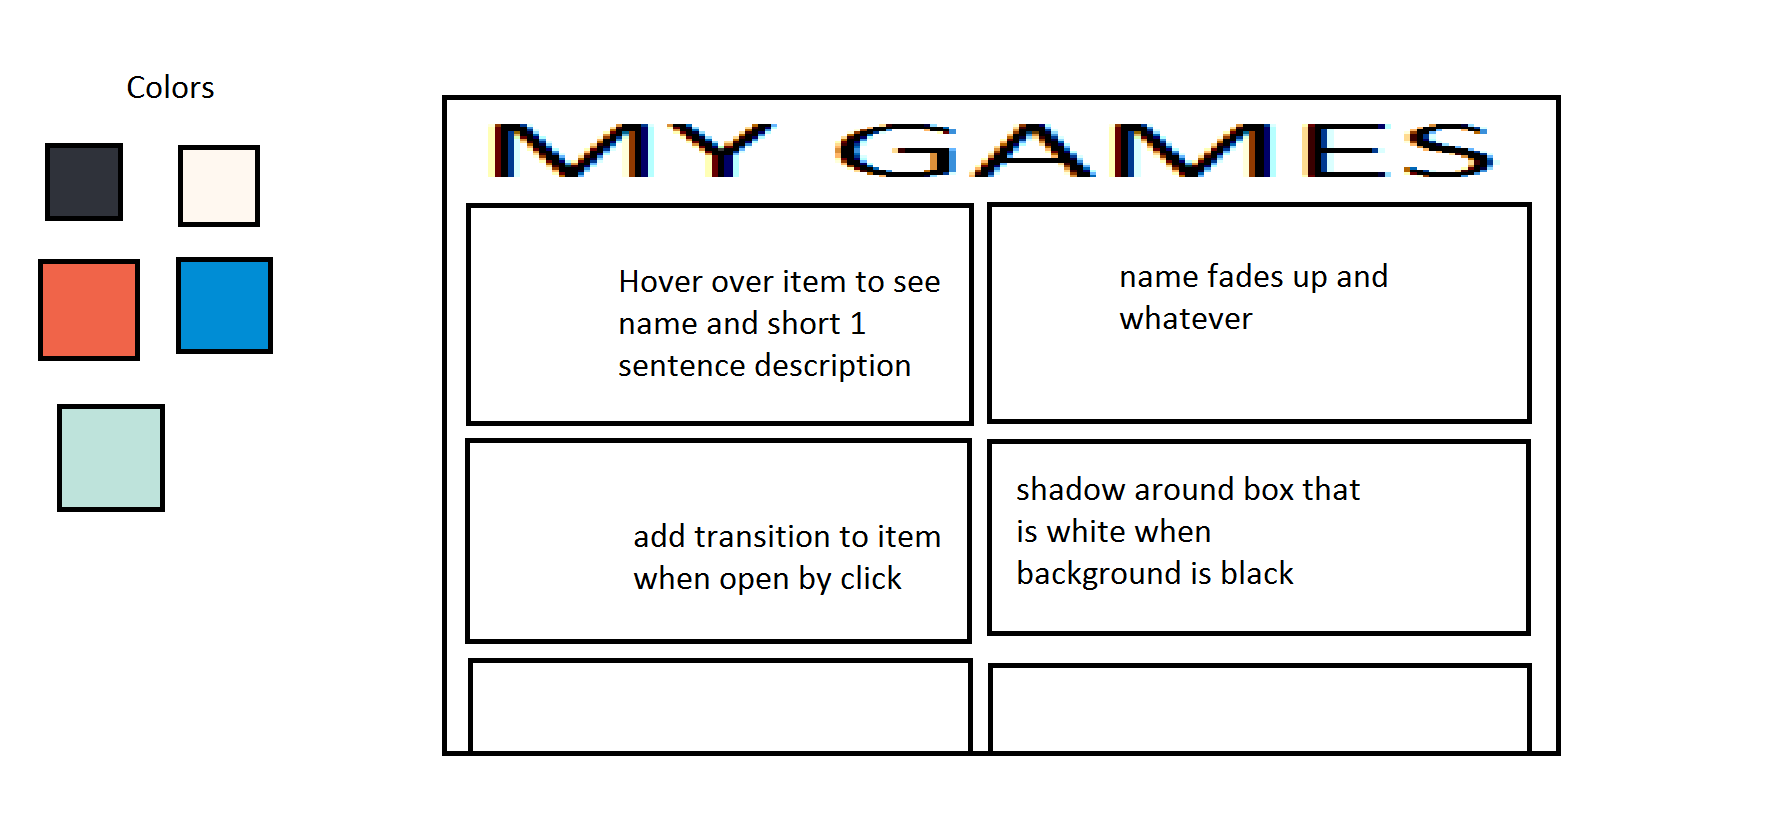 Colors
MY GAMES
Hover over item to see
name and short 1
sentence description
name fades up and
whatever
add transition to item
when open by click
shadow around box that
is white when
background is black